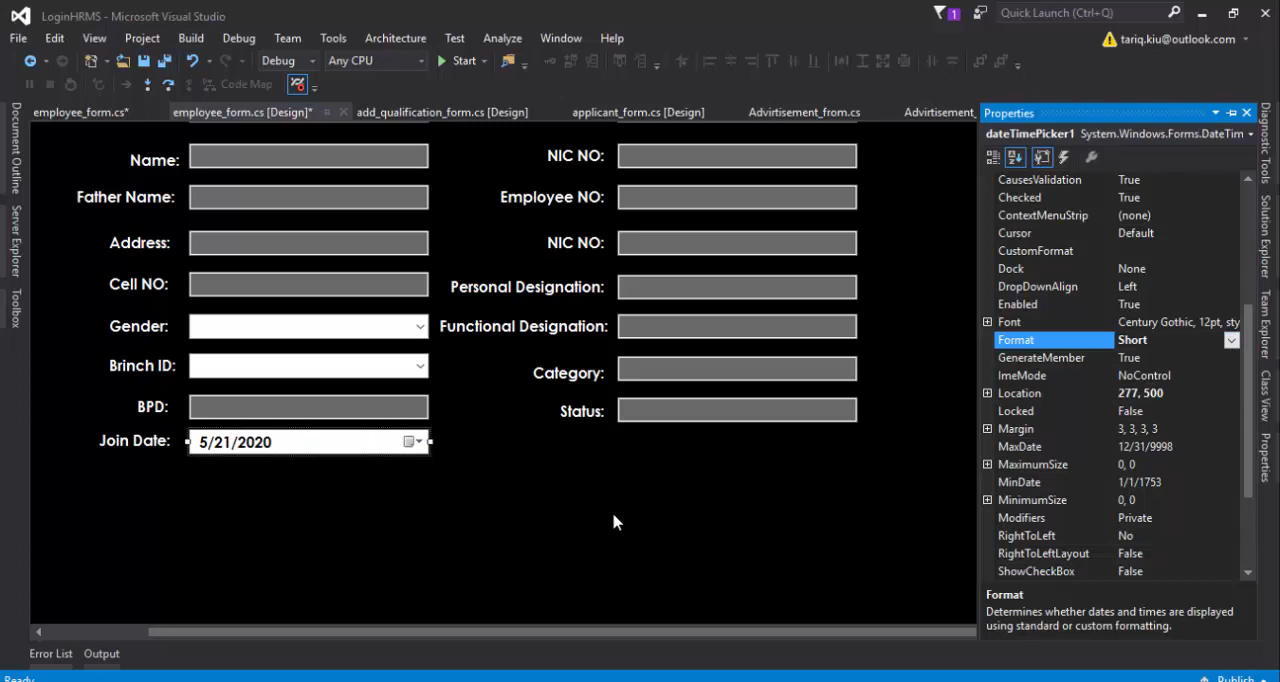 LoginHRMS - Microsoft Visual Studio
1
Quick Launch (Ctrl+Q)
File Edit View Project Build Debug Team Tools Architecture Test Analyze Window Help
tariq.kiu@outlook.com
Debug Any CPU Start
Code Map
employee_form.cs* employee_form.cs [Design]* add_qualification_form.cs [Design] applicant_form.cs [Design] Advirtisement_from.cs Advirtisement_
Document Outline
Server Explorer
Toolbox
Name: NIC NO:
Father Name: Employee NO:
Address: NIC NO:
Cell NO: Personal Designation:
Gender: Functional Designation:
Brinch ID: Category:
BPD: Status:
Join Date: 5/21/2020
Properties
dateTimePicker1 System.Windows.Forms.DateTim
CausesValidation True
Checked True
ContextMenuStrip (none)
Cursor Default
CustomFormat
Dock None
DropDownAlign Left
Enabled True
Font Century Gothic, 12pt, sty
Format Short
GenerateMember True
ImeMode NoControl
Location 277, 500
Locked False
Margin 3, 3, 3, 3
MaxDate 12/31/9998
MaximumSize 0, 0
MinDate 1/1/1753
MinimumSize 0, 0
Modifiers Private
RightToLeft No
RightToLeftLayout False
ShowCheckBox False
Format
Determines whether dates and times are displayed
using standard or custom formatting.
Diagnostic Tools
Solution Explorer
Team Explorer
Class View
Properties
Error List Output
Ready Publish